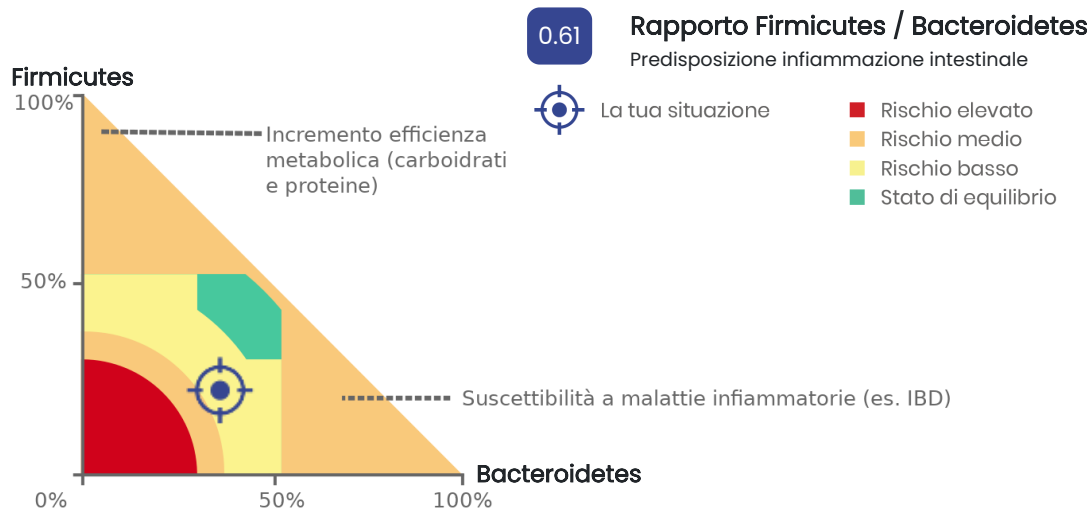 0.61
Rapporto Firmicutes / Bacteroidetes
Predisposizione infiammazione intestinale
La tua situazione
Rischio elevato
Rischio medio
Rischio basso
Stato di equilibrio
Firmicutes
100%
Incremento efficienza
metabolica (carboidrati
e proteine)
50%
Suscettibilità a malattie infiammatorie (es. IBD)
Bacteroidetes
0%
50%
100%